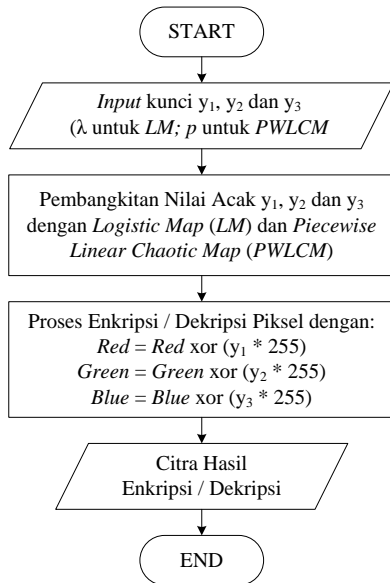 START
Input kunci y₁, y₂ dan y₃
(λ untuk LM; p untuk PWLCM
Pembangkitan Nilai Acak y₁, y₂ dan y₃
dengan Logistic Map (LM) dan Piecewise
Linear Chaotic Map (PWLCM)
Proses Enkripsi / Dekripsi Piksel dengan:
Red = Red xor (y₁ * 255)
Green = Green xor (y₂ * 255)
Blue = Blue xor (y₃ * 255)
Citra Hasil
Enkripsi / Dekripsi
END